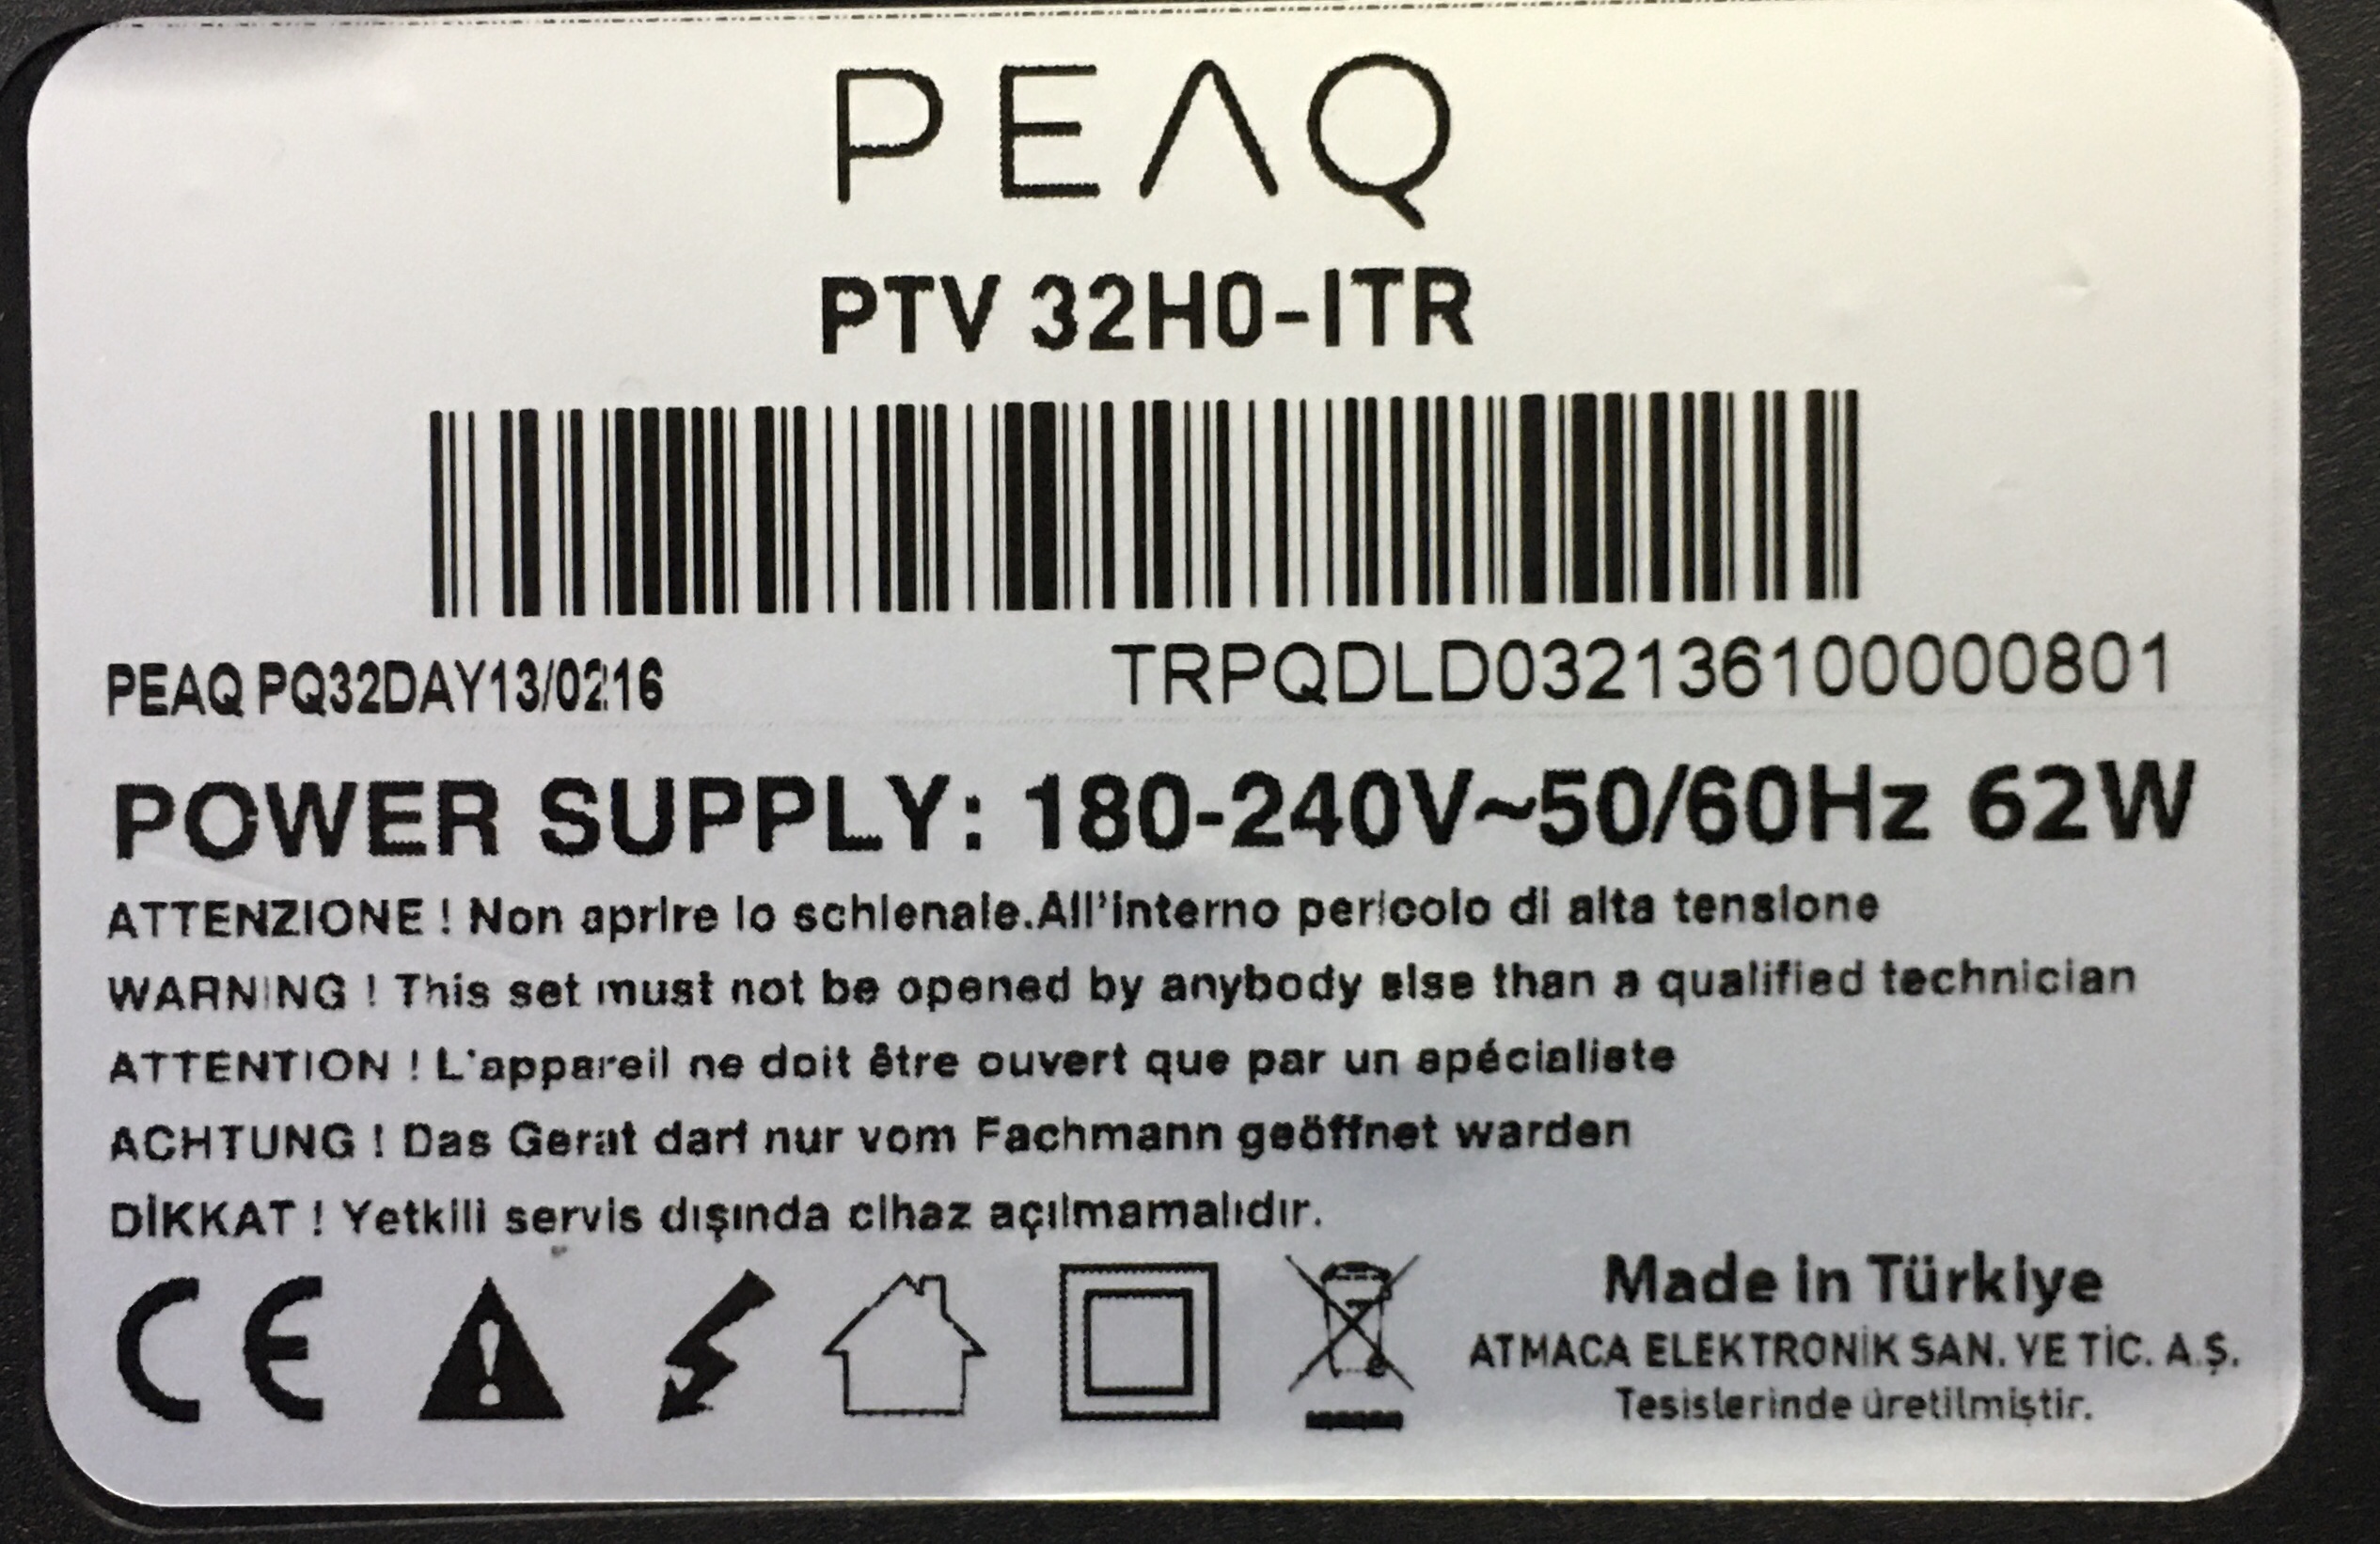 PEAQ
PTV 32H0-ITR
PEAQ PQ32DAY13/0216
TRPQDLD032136100000801
POWER SUPPLY: 180-240V~50/60Hz 62W
ATTENZIONE ! Non aprire lo schienale.All'interno pericolo di alta tensione
WARNING ! This set must not be opened by anybody else than a qualified technician
ATTENTION ! L'appareil ne doit être ouvert que par un spécialiste
ACHTUNG ! Das Gerat darf nur vom Fachmann geöffnet warden
DİKKAT ! Yetkili servis dışında cihaz açılmamalıdır.
CE
Made in Türkiye
ATMACA ELEKTRONİK SAN. VE TİC. A.Ş.
Tesislerinde üretilmiştir.